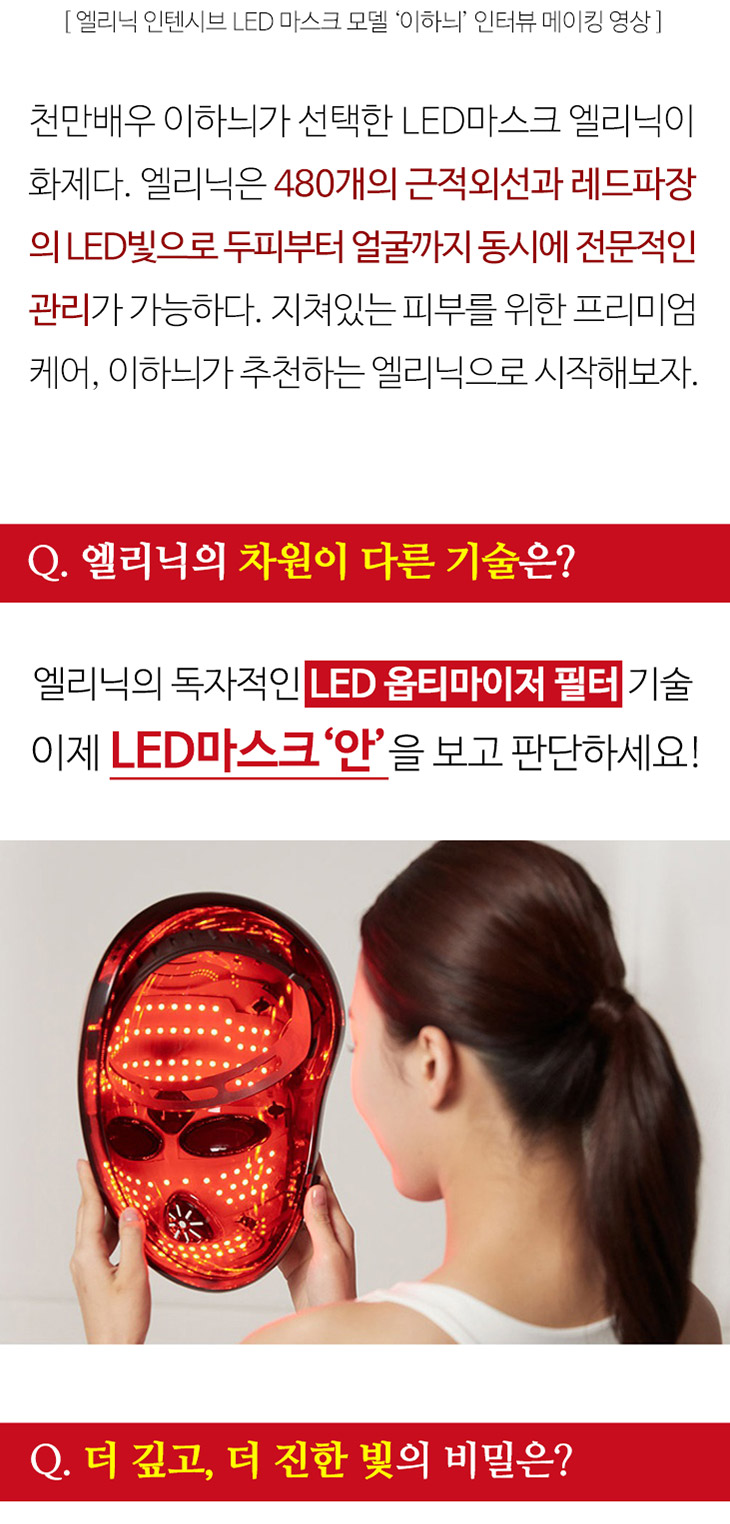 [ 엘리닉 인텐시브 LED 마스크 모델 ‘이하늬’ 인터뷰 메이킹 영상 ]
천만배우 이하늬가 선택한 LED마스크 엘리닉이
화제다. 엘리닉은 480개의 근적외선과 레드파장
의 LED빛으로 두피부터 얼굴까지 동시에 전문적인
관리가 가능하다. 지쳐있는 피부를 위한 프리미엄
케어, 이하늬가 추천하는 엘리닉으로 시작해보자.
Q. 엘리닉의 차원이 다른 기술은?
엘리닉의 독자적인 LED 옵티마이저 필터 기술
이제 LED마스크 ‘안’을 보고 판단하세요!
Q. 더 깊고, 더 진한 빛의 비밀은?